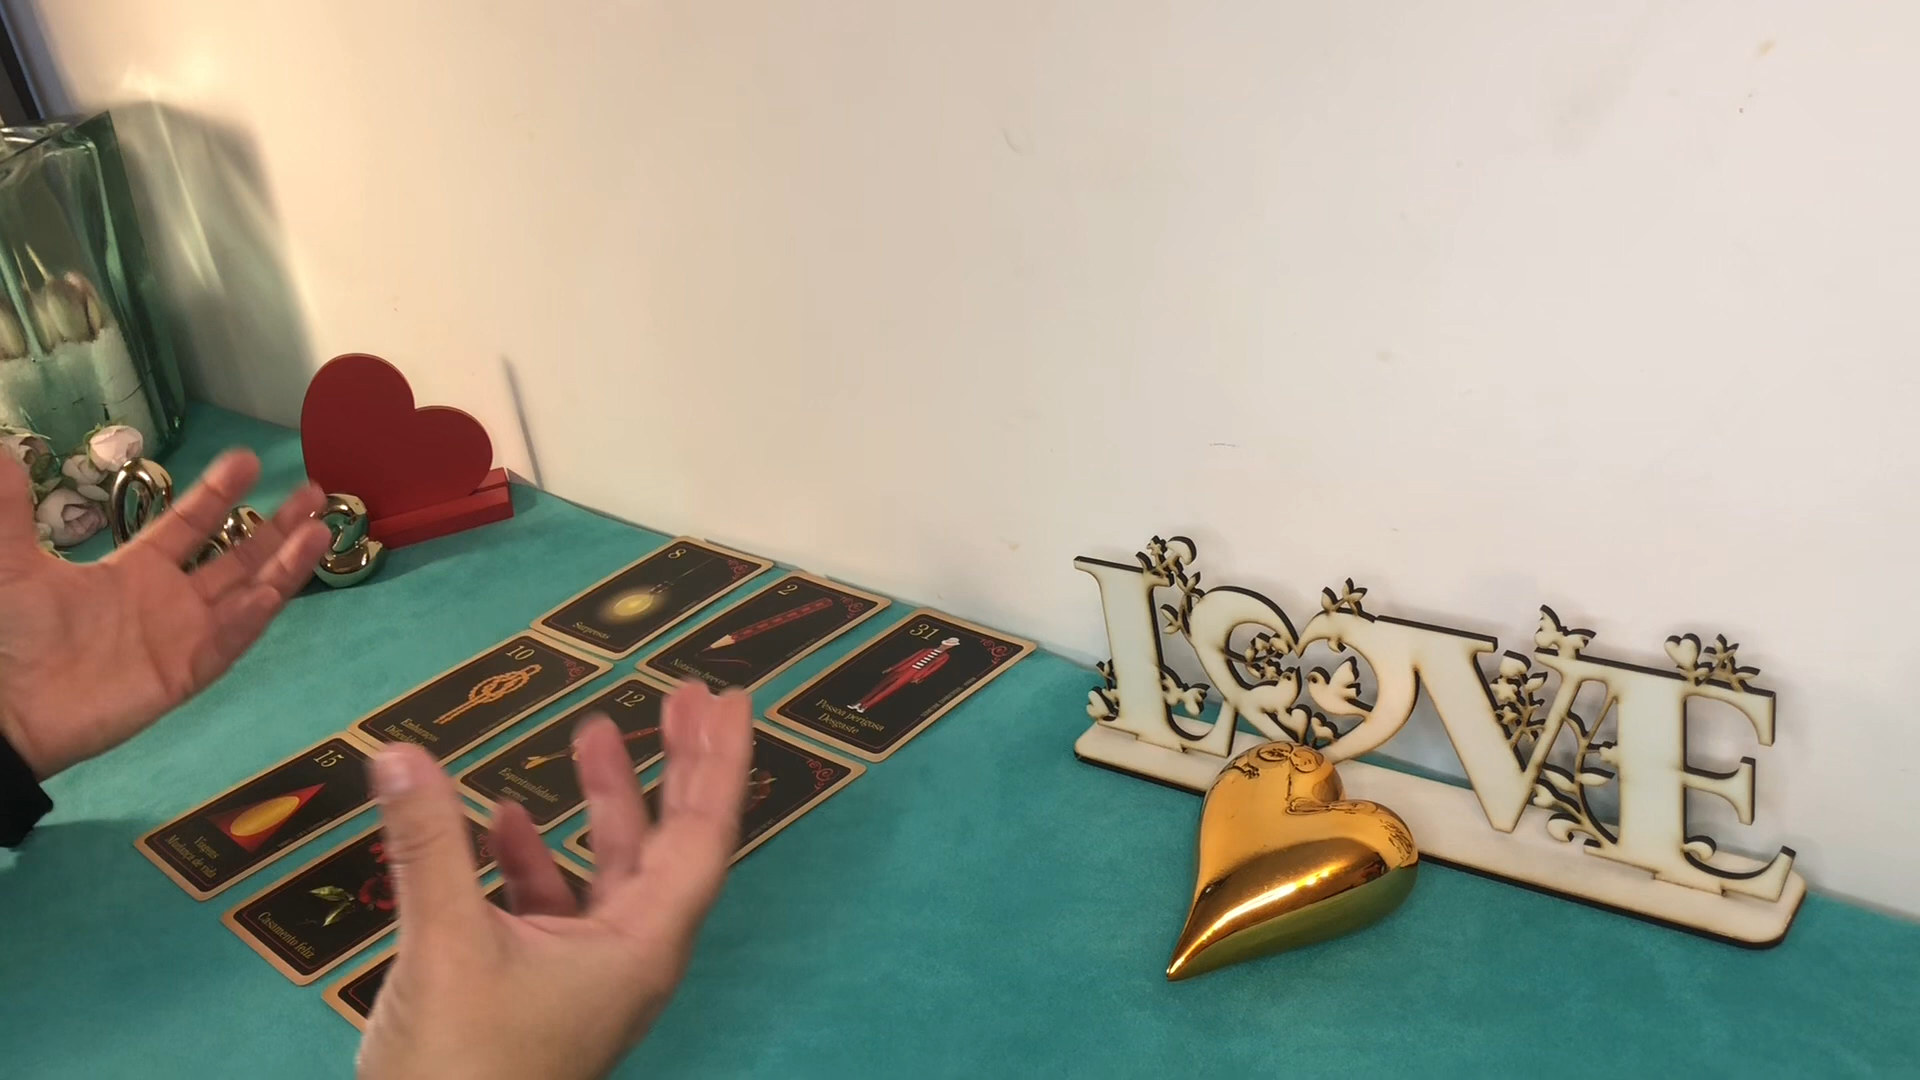 8
Surpresas
2
Notícias breves
31
Pessoa perigosa
Desgaste
10
Embaraços
12
Espiritualidade
menor
15
Viagens
Mudança de vida
Casamento feliz
LOVE